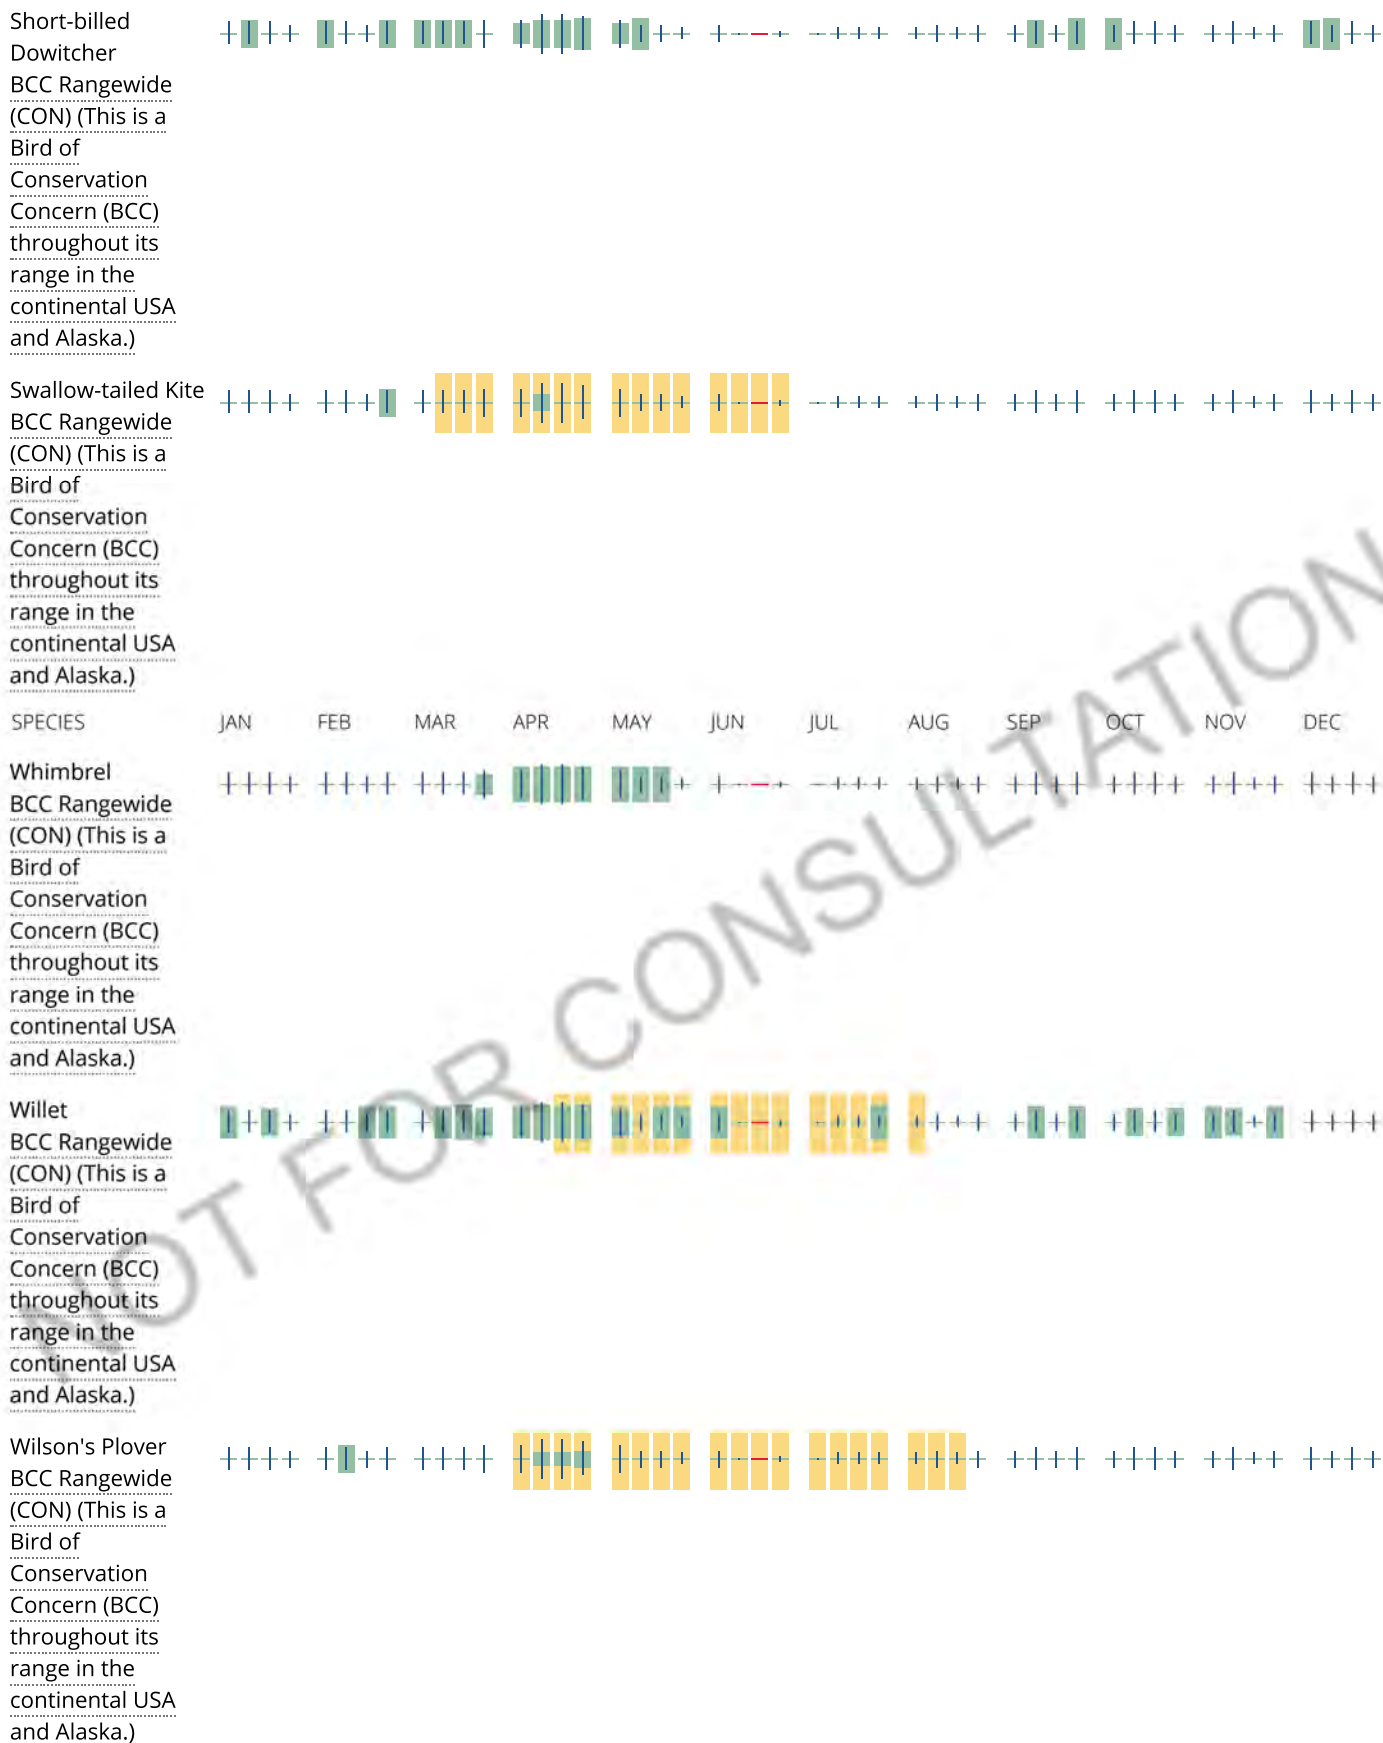 Short-billed
Dowitcher
BCC Rangewide
(CON) (This is a
Bird of
Conservation
Concern (BCC)
throughout its
range in the
continental USA
and Alaska.)
Swallow-tailed Kite
BCC Rangewide
(CON) (This is a
Bird of
Conservation
Concern (BCC)
throughout its
range in the
continental USA
and Alaska.)
SPECIES JAN FEB MAR APR MAY JUN JUL AUG SEP OCT NOV DEC
Whimbrel
BCC Rangewide
(CON) (This is a
Bird of
Conservation
Concern (BCC)
throughout its
range in the
continental USA
and Alaska.)
Willet
BCC Rangewide
(CON) (This is a
Bird of
Conservation
Concern (BCC)
throughout its
range in the
continental USA
and Alaska.)
Wilson's Plover
BCC Rangewide
(CON) (This is a
Bird of
Conservation
Concern (BCC)
throughout its
range in the
continental USA
and Alaska.)
NOT FOR CONSULTATION